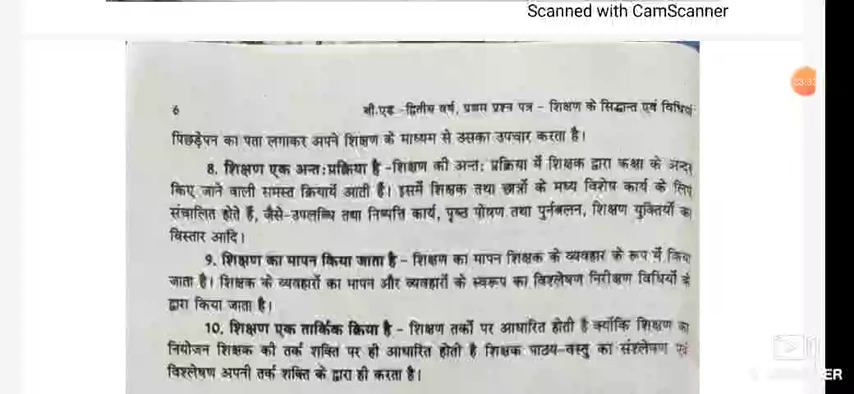 Scanned with CamScanner
6 बी.एड -द्वितीय वर्ष, प्रथम प्रश्न पत्र - शिक्षण के सिद्धान्त एवं विधियां
पिछड़ेपन का पता लगाकर अपने शिक्षण के माध्यम से उसका उपचार करता है।
8. शिक्षण एक अन्त:प्रक्रिया है -शिक्षण की अन्त: प्रक्रिया में शिक्षक द्वारा कक्षा के अन्दर
किए जाने वाली समस्त क्रियायें आती हैं। इसमें शिक्षक तथा छात्रों के मध्य विशेष कार्य के लिए
संचालित होते हैं, जैसे-उपलब्धि तथा निष्पत्ति कार्य, पृष्ठ पोषण तथा पुर्नबलन, शिक्षण युक्तियों का
विस्तार आदि।
9. शिक्षण का मापन किया जाता है - शिक्षण का मापन शिक्षक के व्यवहार के रूप में किया
जाता है। शिक्षक के व्यवहारों का मापन और व्यवहारों के स्वरूप का विश्लेषण निरीक्षण विधियों के
द्वारा किया जाता है।
10. शिक्षण एक तार्किक क्रिया है - शिक्षण तर्कों पर आधारित होती है क्योंकि शिक्षण का
नियोजन शिक्षक की तर्क शक्ति पर ही आधारित होती है शिक्षक पाठ्य-वस्तु का संश्लेषण एवं
विश्लेषण अपनी तर्क शक्ति के द्वारा ही करता है।